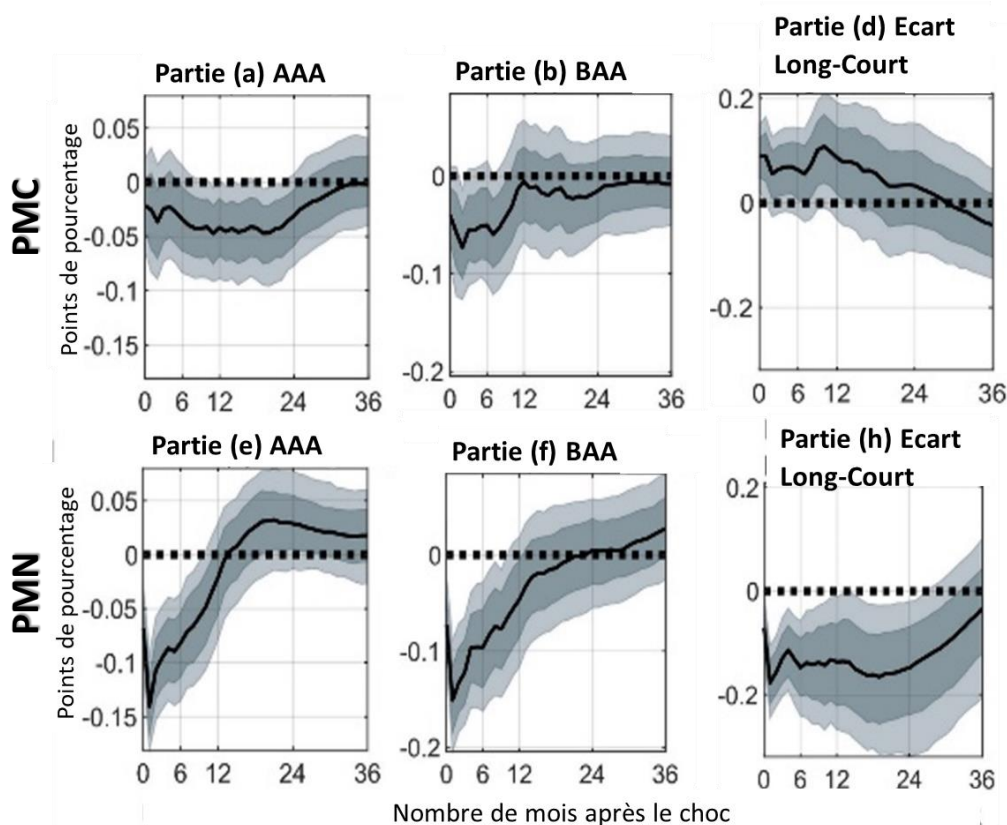 Partie (d) Ecart
Long-Court
Partie (a) AAA
Partie (b) BAA
PMC
Points de pourcentage
0.05
0
-0.05
-0.1
-0.15
0 6 12 24 36
0
-0.1
-0.2
0 6 12 24 36
0.2
0
-0.2
0 6 12 24 36
Partie (e) AAA
Partie (f) BAA
Partie (h) Ecart
Long-Court
PMN
Points de pourcentage
0.05
0
-0.05
-0.1
-0.15
0 6 12 24 36
0
-0.1
-0.2
0 6 12 24 36
0.2
0
-0.2
0 6 12 24 36
Nombre de mois après le choc